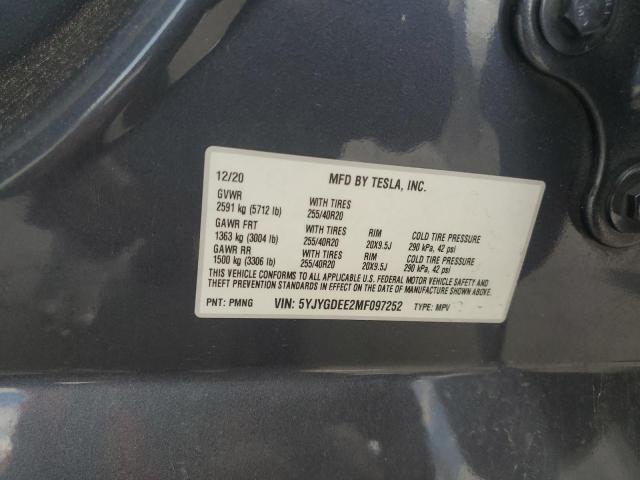 12/20 MFD BY TESLA, INC.
GVWR WITH TIRES
2591 kg (5712 lb) 255/40R20
GAWR FRT WITH TIRES RIM COLD TIRE PRESSURE
1363 kg (3004 lb) 255/40R20 20X9.5J 290 kPa, 42 psi
GAWR RR WITH TIRES RIM COLD TIRE PRESSURE
1500 kg (3306 lb) 255/40R20 20X9.5J 290 kPa, 42 psi
THIS VEHICLE CONFORMS TO ALL APPLICABLE U.S. FEDERAL MOTOR VEHICLE SAFETY AND
THEFT PREVENTION STANDARDS IN EFFECT ON THE DATE OF MANUFACTURE SHOWN ABOVE.
PNT: PMNG VIN: 5YJYGDEE2MF097252 TYPE: MPV